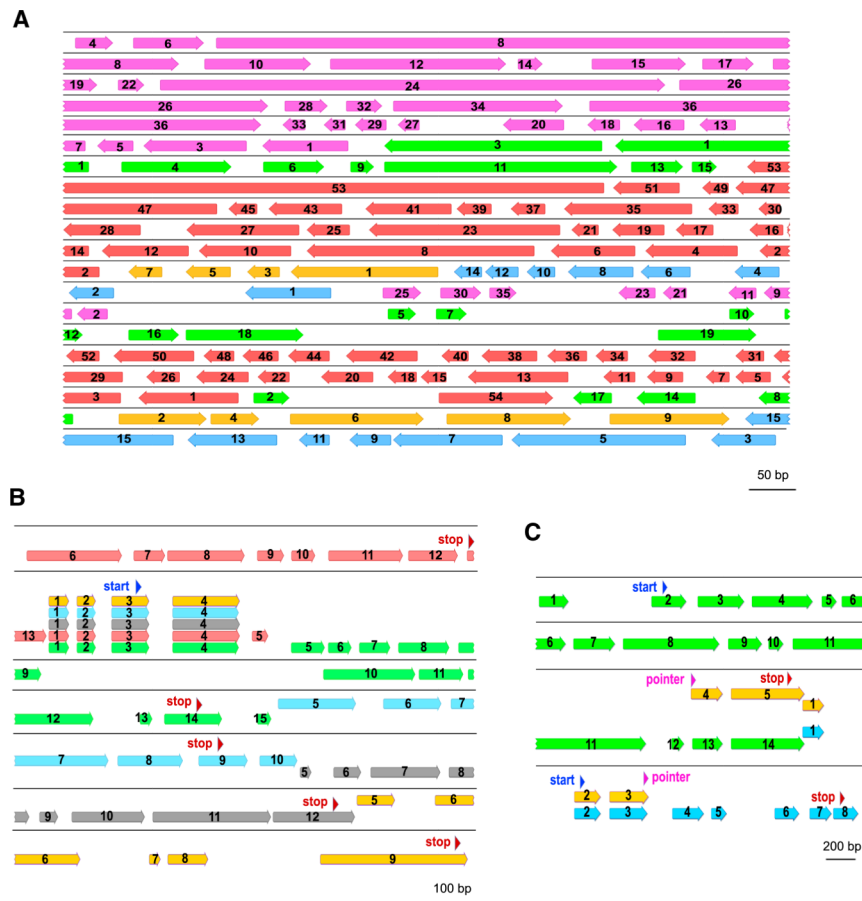 A
4 6 8
8 10 12 14 15 17
19 22 24 26
26 28 32 34 36
36 33 31 29 27 20 18 16 13
7 5 3 1 3 1
1 4 6 9 11 13 15 53
53 51 49 47
47 45 43 41 39 37 35 33 30
28 27 25 23 21 19 17 16
14 12 10 8 6 4 2
2 7 5 3 1 14 12 10 8 6 4
2 1 25 30 35 23 21 11 9
2 5 7 10
12 16 18 19
52 50 48 46 44 42 40 38 36 34 32 31
29 26 24 22 20 18 15 13 11 9 7 5
3 1 2 54 17 14 8
2 4 6 8 9 15
15 13 11 9 7 5 3
50 bp
B
stop
6 7 8 9 10 11 12
start
1 2 3 4
1 2 3 4
1 2 3 4
13 1 2 3 4 5
1 2 3 4 5 6 7 8
9 10 11
stop
5 6 7
12 13 14 15
stop
7 8 9 10
5 6 7 8
stop
5 6
9 10 11 12
stop
6 7 8 9
100 bp
C
start
1 2 3 4 5 6
6 7 8 9 10 11
pointer stop
4 5
1
1
11 12 13 14
start pointer
2 3 stop
2 3 4 5 6 7 8
200 bp